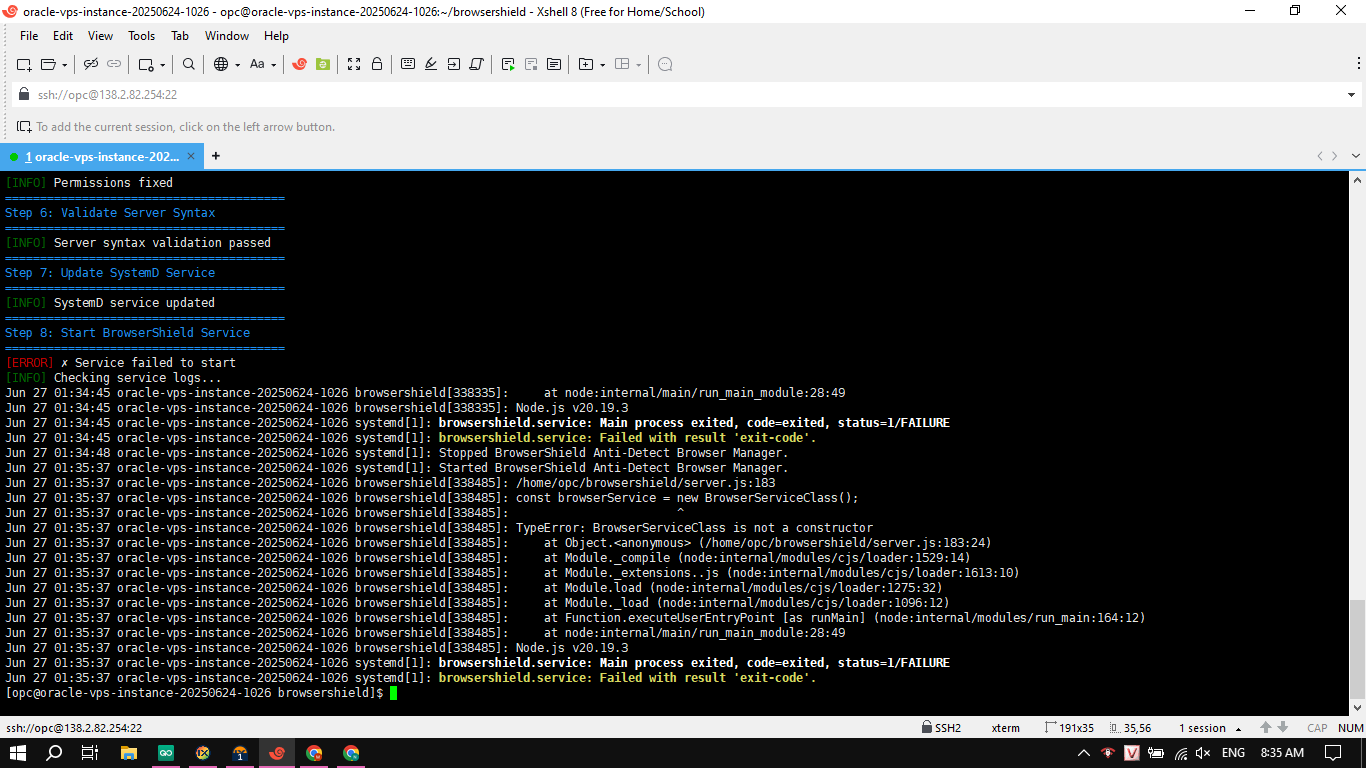 oracle-vps-instance-20250624-1026 - opc@oracle-vps-instance-20250624-1026:~/browsershield - Xshell 8 (Free for Home/School)
File Edit View Tools Tab Window Help
ssh://opc@138.2.82.254:22
To add the current session, click on the left arrow button.
1 oracle-vps-instance-202...
[INFO] Permissions fixed
========================================
Step 6: Validate Server Syntax
========================================
[INFO] Server syntax validation passed
========================================
Step 7: Update SystemD Service
========================================
[INFO] SystemD service updated
========================================
Step 8: Start BrowserShield Service
========================================
[ERROR] ✗ Service failed to start
[INFO] Checking service logs...
Jun 27 01:34:45 oracle-vps-instance-20250624-1026 browsershield[338335]:     at node:internal/main/run_main_module:28:49
Jun 27 01:34:45 oracle-vps-instance-20250624-1026 browsershield[338335]: Node.js v20.19.3
Jun 27 01:34:45 oracle-vps-instance-20250624-1026 systemd[1]: browsershield.service: Main process exited, code=exited, status=1/FAILURE
Jun 27 01:34:45 oracle-vps-instance-20250624-1026 systemd[1]: browsershield.service: Failed with result 'exit-code'.
Jun 27 01:34:48 oracle-vps-instance-20250624-1026 systemd[1]: Stopped BrowserShield Anti-Detect Browser Manager.
Jun 27 01:35:37 oracle-vps-instance-20250624-1026 systemd[1]: Started BrowserShield Anti-Detect Browser Manager.
Jun 27 01:35:37 oracle-vps-instance-20250624-1026 browsershield[338485]: /home/opc/browsershield/server.js:183
Jun 27 01:35:37 oracle-vps-instance-20250624-1026 browsershield[338485]: const browserService = new BrowserServiceClass();
Jun 27 01:35:37 oracle-vps-instance-20250624-1026 browsershield[338485]:                        ^
Jun 27 01:35:37 oracle-vps-instance-20250624-1026 browsershield[338485]: TypeError: BrowserServiceClass is not a constructor
Jun 27 01:35:37 oracle-vps-instance-20250624-1026 browsershield[338485]:     at Object.<anonymous> (/home/opc/browsershield/server.js:183:24)
Jun 27 01:35:37 oracle-vps-instance-20250624-1026 browsershield[338485]:     at Module._compile (node:internal/modules/cjs/loader:1529:14)
Jun 27 01:35:37 oracle-vps-instance-20250624-1026 browsershield[338485]:     at Module._extensions..js (node:internal/modules/cjs/loader:1613:10)
Jun 27 01:35:37 oracle-vps-instance-20250624-1026 browsershield[338485]:     at Module.load (node:internal/modules/cjs/loader:1275:32)
Jun 27 01:35:37 oracle-vps-instance-20250624-1026 browsershield[338485]:     at Module._load (node:internal/modules/cjs/loader:1096:12)
Jun 27 01:35:37 oracle-vps-instance-20250624-1026 browsershield[338485]:     at Function.executeUserEntryPoint [as runMain] (node:internal/modules/run_main:164:12)
Jun 27 01:35:37 oracle-vps-instance-20250624-1026 browsershield[338485]:     at node:internal/main/run_main_module:28:49
Jun 27 01:35:37 oracle-vps-instance-20250624-1026 browsershield[338485]: Node.js v20.19.3
Jun 27 01:35:37 oracle-vps-instance-20250624-1026 systemd[1]: browsershield.service: Main process exited, code=exited, status=1/FAILURE
Jun 27 01:35:37 oracle-vps-instance-20250624-1026 systemd[1]: browsershield.service: Failed with result 'exit-code'.
[opc@oracle-vps-instance-20250624-1026 browsershield]$
ssh://opc@138.2.82.254:22 SSH2 xterm 191x35 35,56 1 session CAP NUM
ENG 8:35 AM